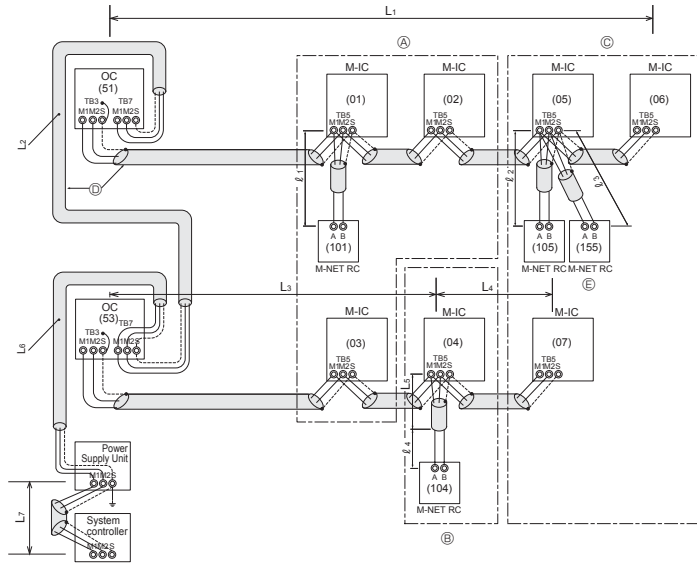 L1
Ⓐ
Ⓒ
M-IC
M-IC
M-IC
M-IC
OC
(51)
TB3 TB7
M1M2S M1M2S
(01)
TB5
M1M2S
(02)
TB5
M1M2S
(05)
TB5
M1M2S
(06)
TB5
M1M2S
L2
Ⓓ
ℓ1
ℓ2
ℓ3
A B
(101)
M-NET RC
A B
(105)
M-NET RC
A B
(155)
M-NET RC
Ⓔ
L3
L4
OC
(53)
TB3 TB7
M1M2S M1M2S
M-IC
(03)
TB5
M1M2S
M-IC
(04)
TB5
M1M2S
M-IC
(07)
TB5
M1M2S
L6
L5
ℓ4
Power
Supply Unit
M1M2S
A B
(104)
M-NET RC
L7
System
controller
M1M2S
Ⓑ